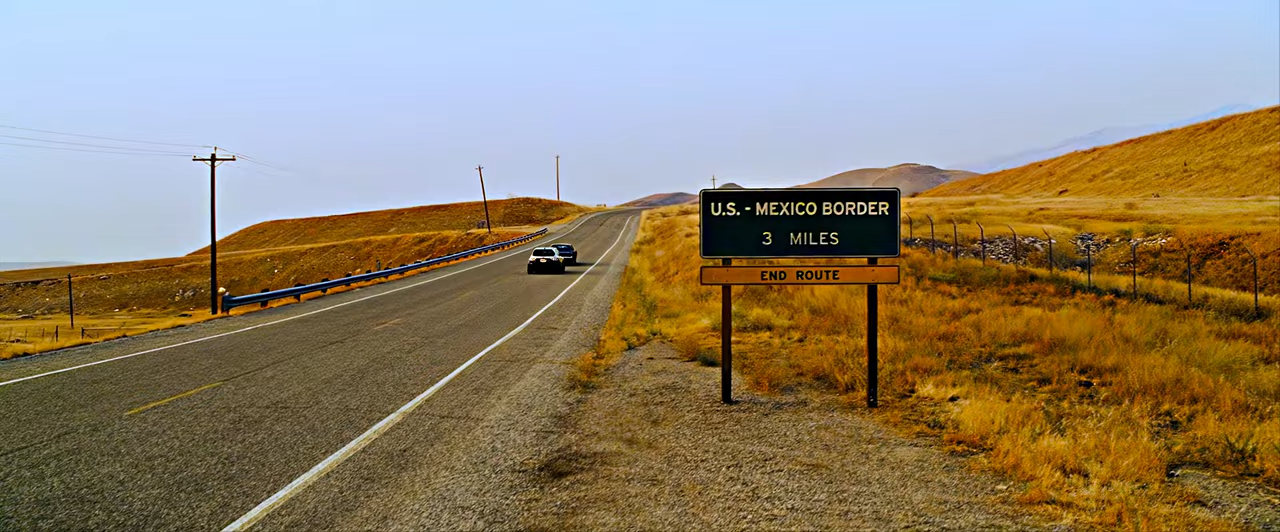 U.S. - MEXICO BORDER
3 MILES
END ROUTE